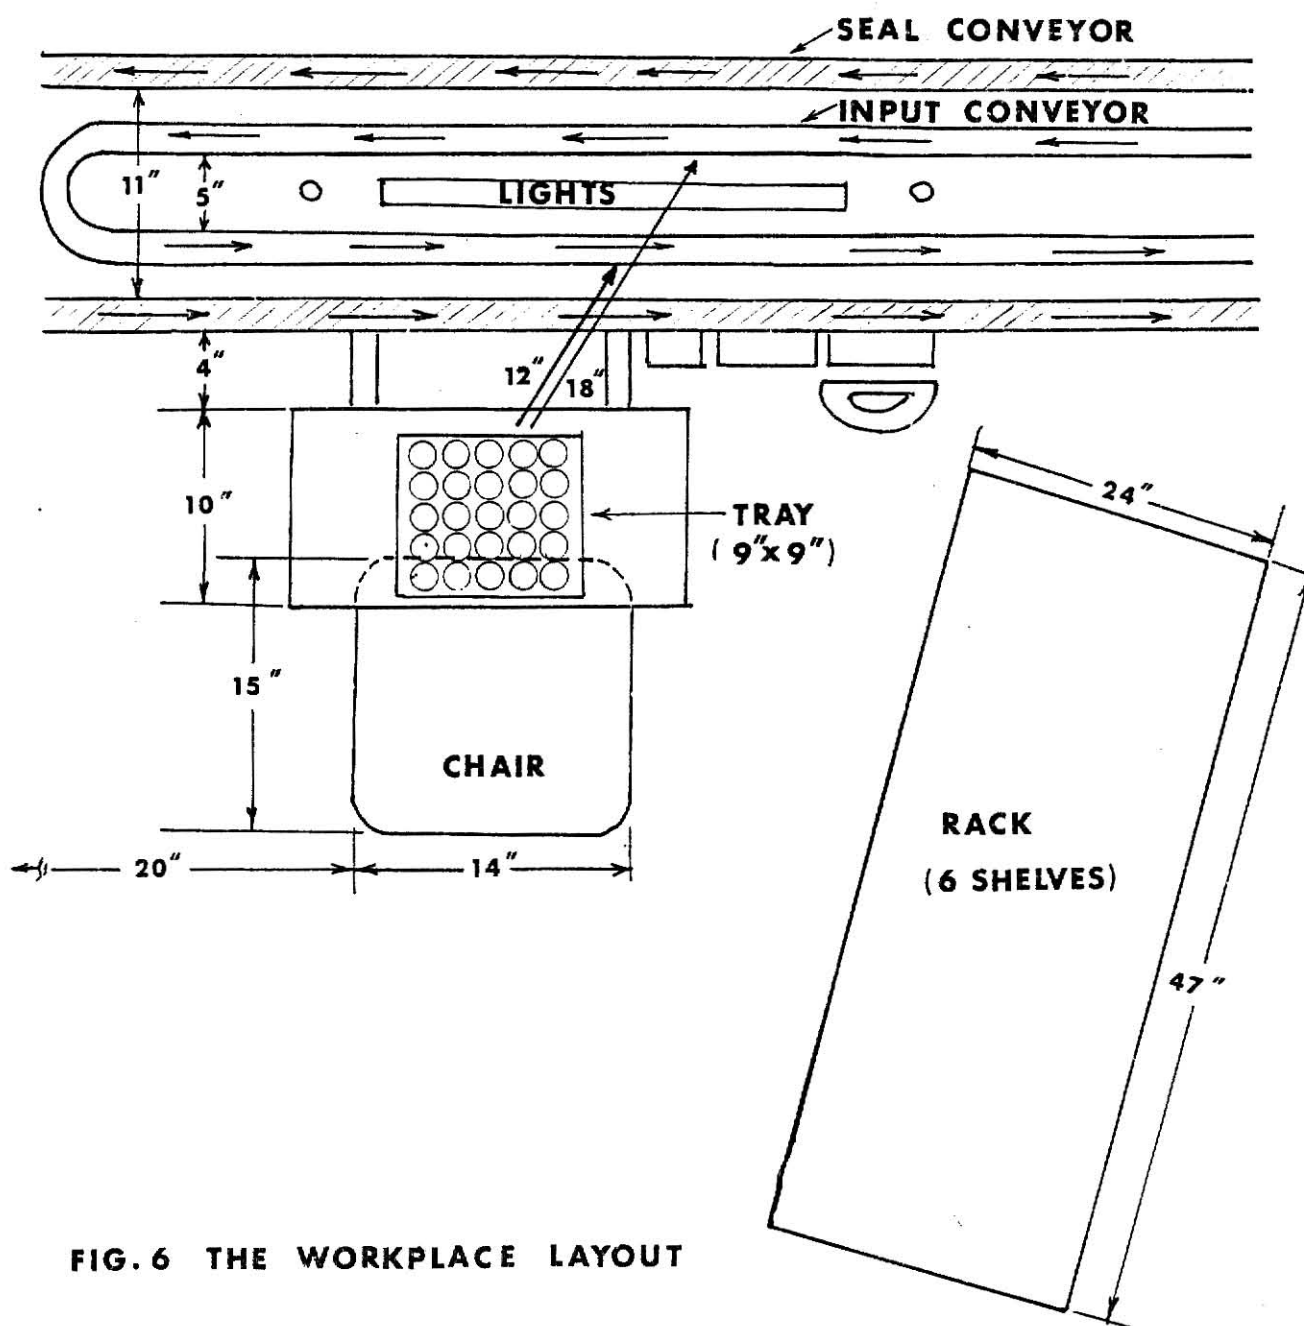 SEAL CONVEYOR
INPUT CONVEYOR
11"
5"
LIGHTS
4"
12"
18"
10"
TRAY
(9"x9")
24"
15"
CHAIR
RACK
(6 SHELVES)
20"
14"
47"
FIG. 6 THE WORKPLACE LAYOUT